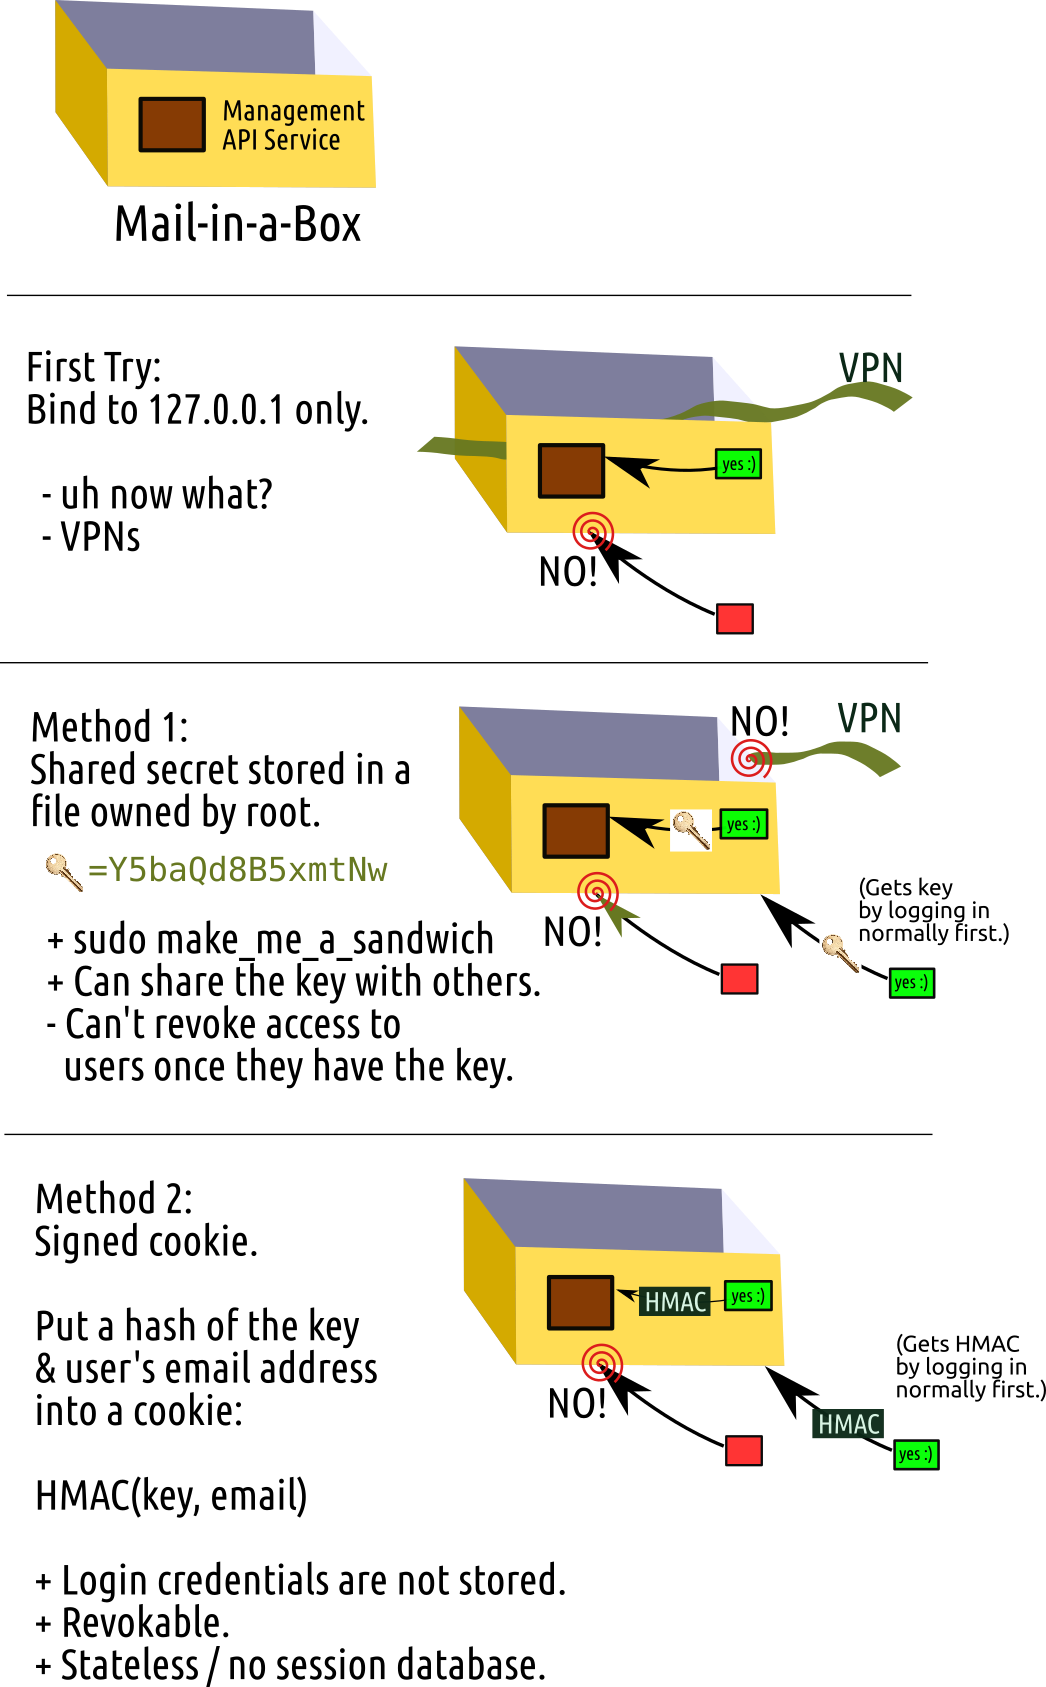 Management
API Service
Mail-in-a-Box
First Try:
Bind to 127.0.0.1 only.
- uh now what?
- VPNs
VPN
yes :)
NO!
Method 1:
Shared secret stored in a
file owned by root.
=Y5baQd8B5xmtNw
+ sudo make_me_a_sandwich
+ Can share the key with others.
- Can't revoke access to
users once they have the key.
NO!
VPN
yes :)
NO!
(Gets key
by logging in
normally first.)
yes :)
Method 2:
Signed cookie.
Put a hash of the key
& user's email address
into a cookie:
HMAC(key, email)
+ Login credentials are not stored.
+ Revokable.
+ Stateless / no session database.
HMAC
yes :)
NO!
(Gets HMAC
by logging in
normally first.)
HMAC
yes :)